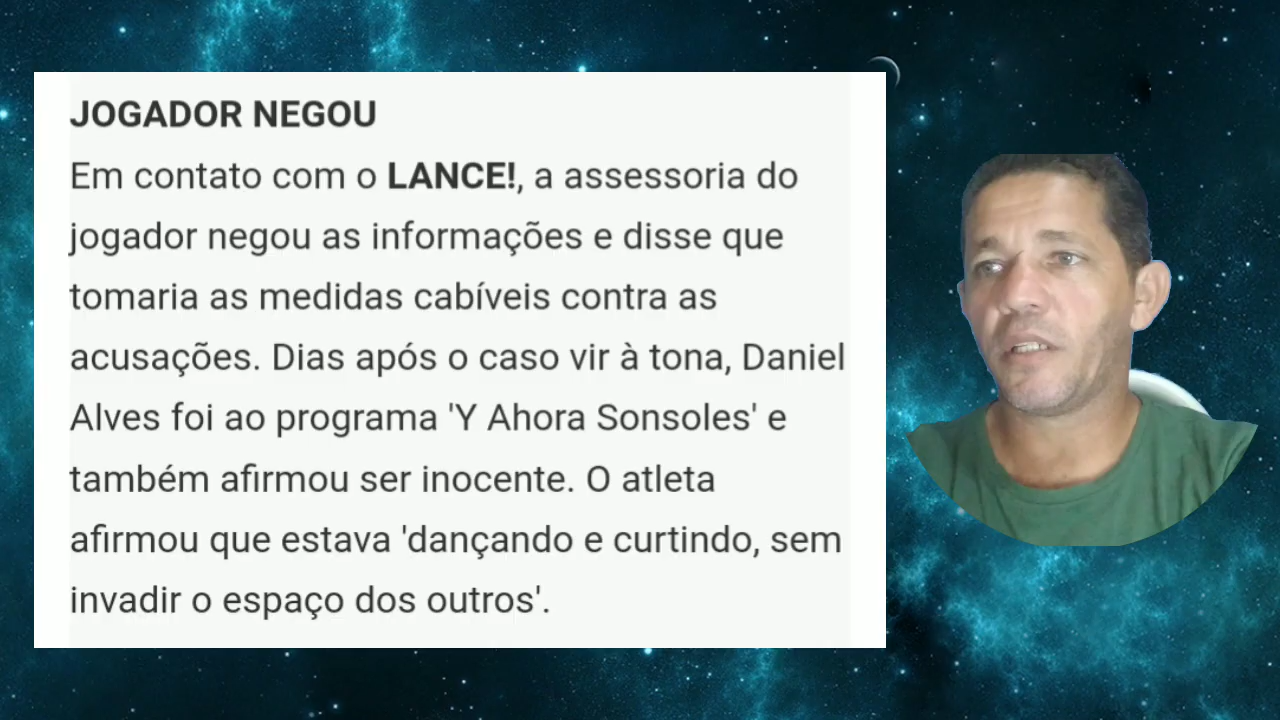 JOGADOR NEGOU
Em contato com o LANCE!, a assessoria do
jogador negou as informações e disse que
tomaria as medidas cabíveis contra as
acusações. Dias após o caso vir à tona, Daniel
Alves foi ao programa 'Y Ahora Sonsoles' e
também afirmou ser inocente. O atleta
afirmou que estava 'dançando e curtindo, sem
invadir o espaço dos outros'.